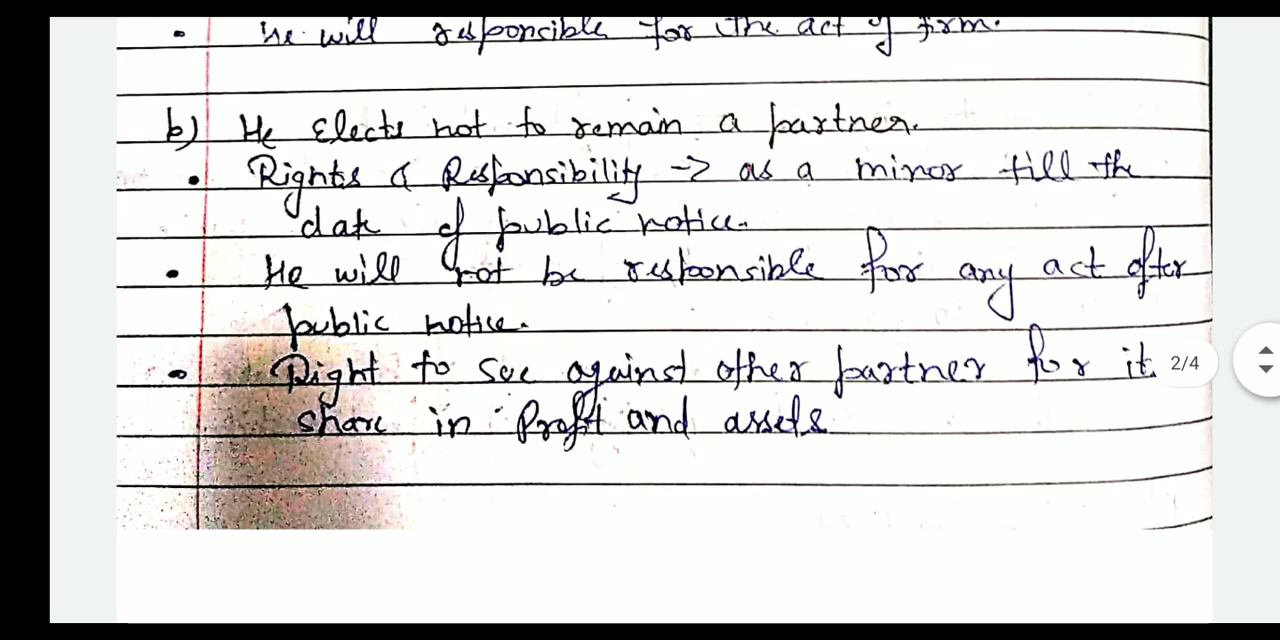 • He will responcible for the act of firm.
b) He Elects not to remain a partner.
• Rights & Responsibility -> as a minor till the
date of public notice.
• He will not be responsible for any act after
public notice.
• Right to sue against other partner for it
share in Profit and assets
2/4